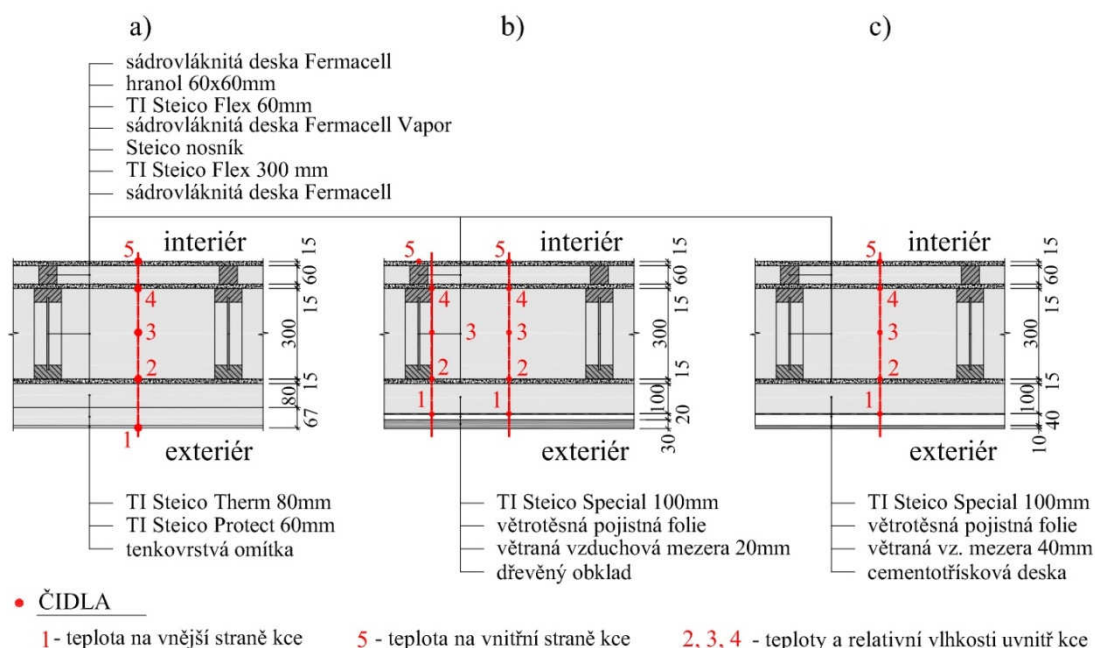 a)
b)
c)
sádrovláknitá deska Fermacell
hranol 60x60mm
TI Steico Flex 60mm
sádrovláknitá deska Fermacell Vapor
Steico nosník
TI Steico Flex 300 mm
sádrovláknitá deska Fermacell
5 interiér
4
3
2
1 exteriér
15
60
15
300
15
80
67
5 5 interiér
4 4
3 3
2 2
1 1
exteriér
15
60
15
300
15
100
20
30
5 interiér
4
3
2
1
exteriér
15
60
15
300
15
100
40
10
TI Steico Therm 80mm
TI Steico Protect 60mm
tenkovrstvá omítka
TI Steico Special 100mm
větrotěsná pojistná folie
větraná vzduchová mezera 20mm
dřevěný obklad
TI Steico Special 100mm
větrotěsná pojistná folie
větraná vz. mezera 40mm
cementotřísková deska
ČIDLA
1 - teplota na vnější straně kce
5 - teplota na vnitřní straně kce
2, 3, 4 - teploty a relativní vlhkosti uvnitř kce